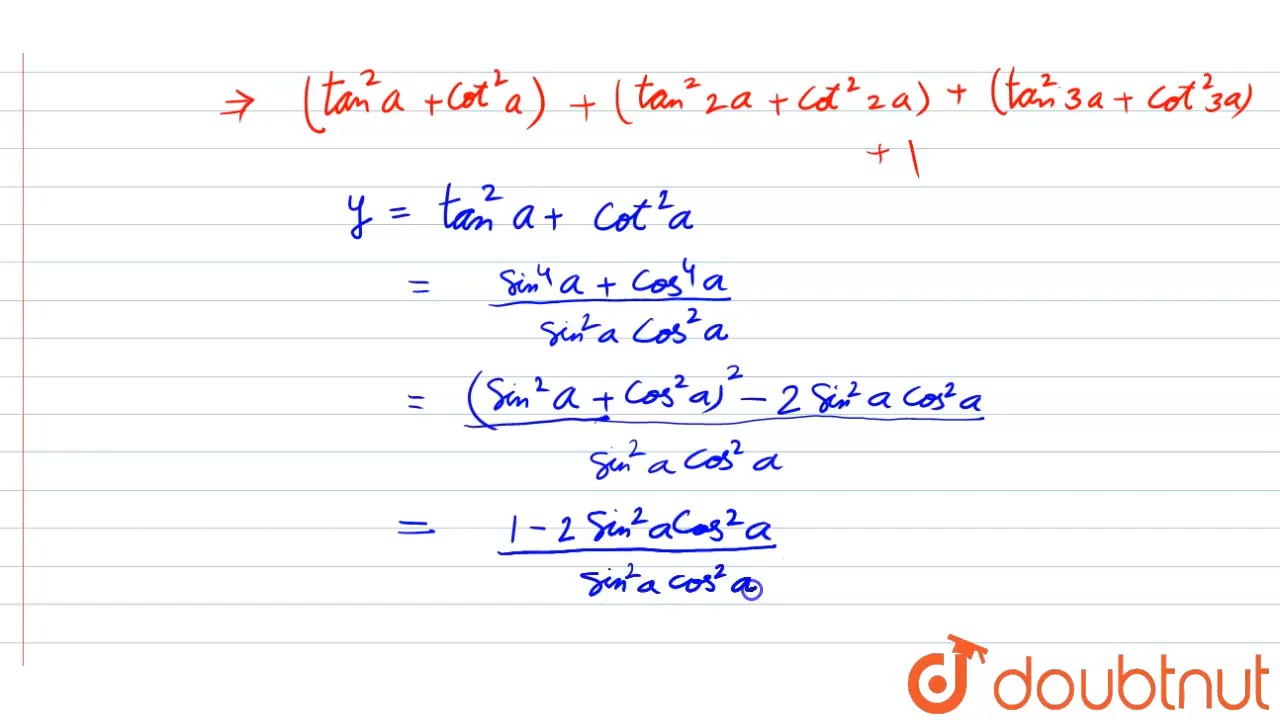 ⇒ (tan²a + cot²a) + (tan²2a + cot²2a) + (tan²3a + cot²3a)
+ 1
y = tan²a + cot²a
= sin⁴a + cos⁴a
sin²a cos²a
= (sin²a + cos²a)² − 2 sin²a cos²a
sin²a cos²a
= 1 − 2 sin²a cos²a
sin²a cos²a
doubtnut